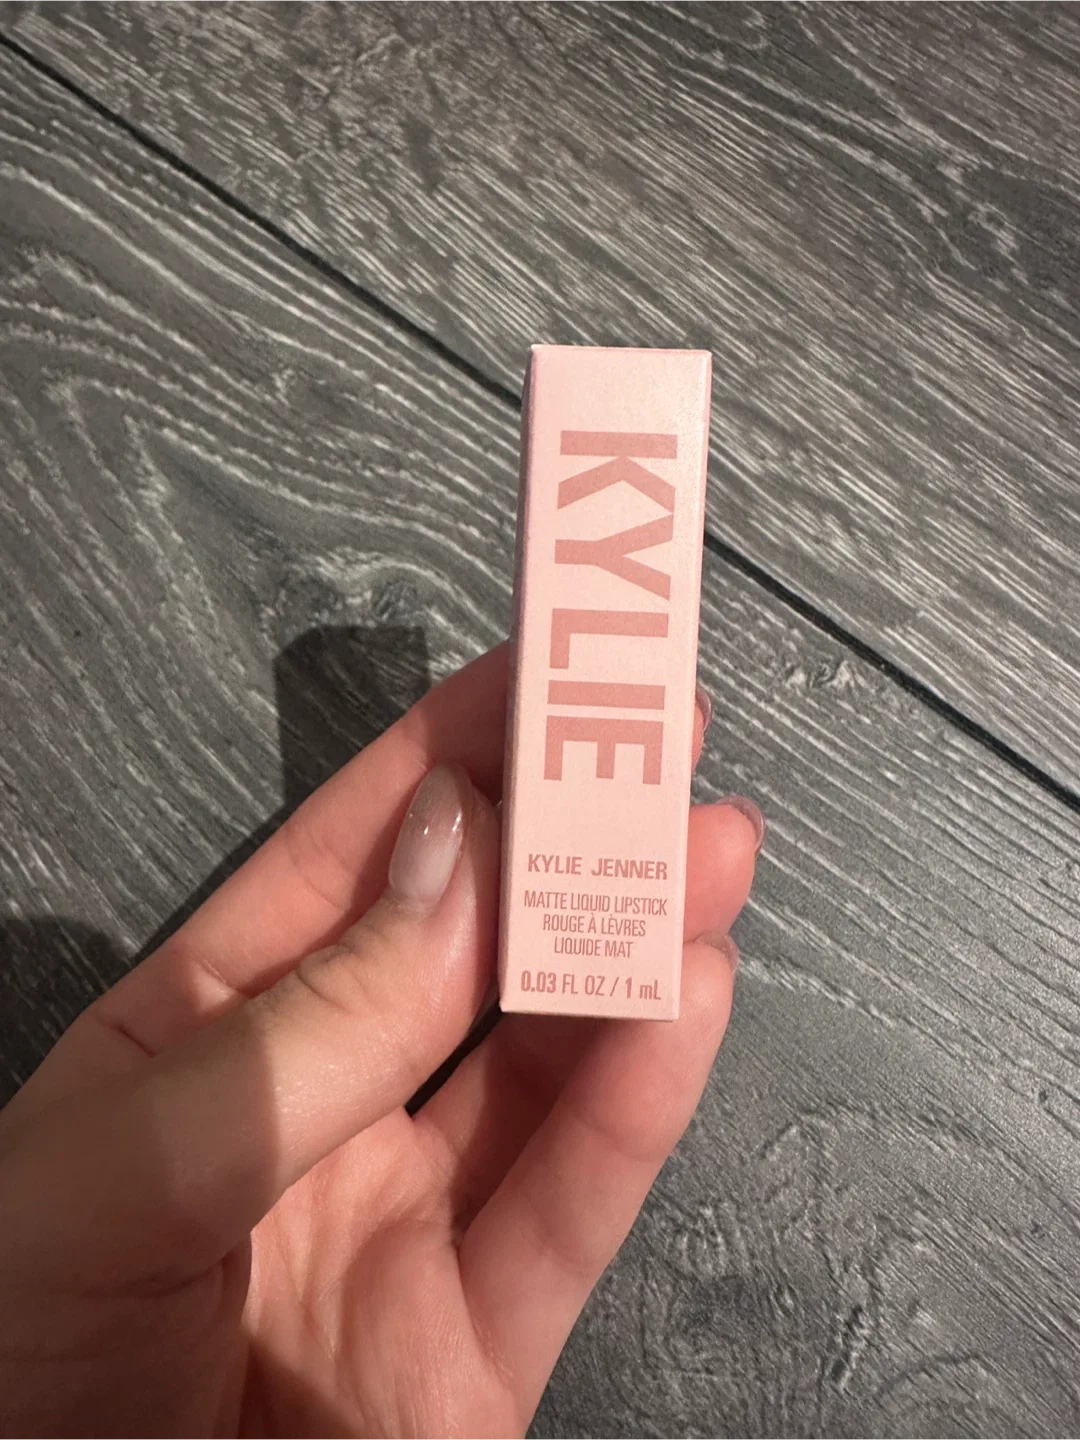 KYLIE
KYLIE JENNER
MATTE LIQUID LIPSTICK
ROUGE À LÈVRES
LIQUIDE MAT
0.03 FL OZ / 1 mL